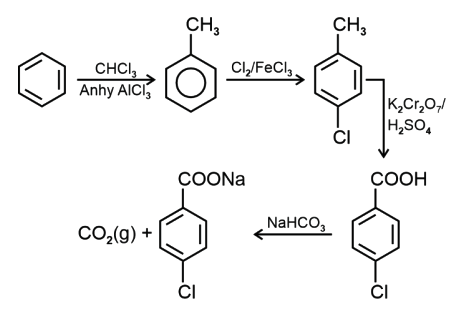 CH₃
CH₃
CHCl₃
Anhy AlCl₃
Cl₂/FeCl₃
Cl
K₂Cr₂O₇/
H₂SO₄
COONa
COOH
CO₂(g) +
NaHCO₃
Cl
Cl